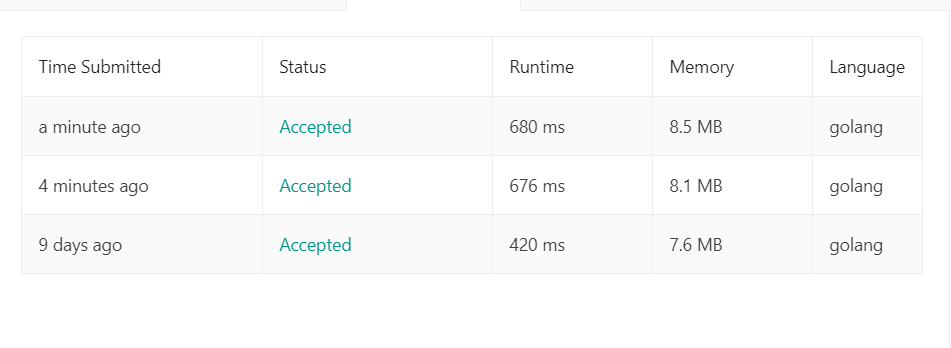 Time Submitted Status Runtime Memory Language
a minute ago Accepted 680 ms 8.5 MB golang
4 minutes ago Accepted 676 ms 8.1 MB golang
9 days ago Accepted 420 ms 7.6 MB golang